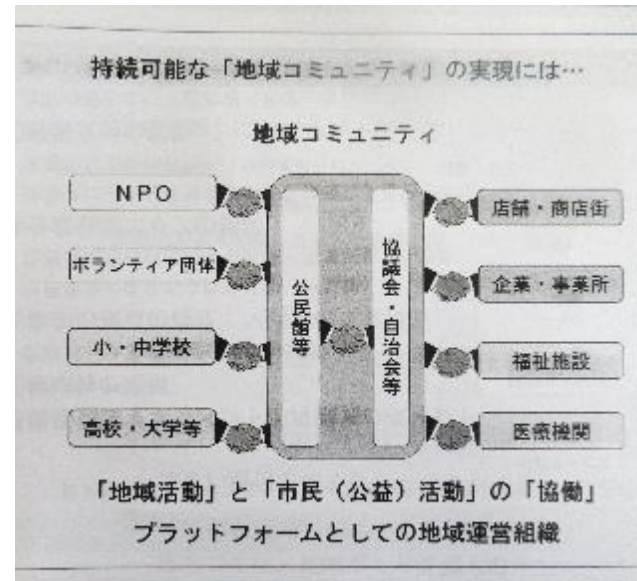 持続可能な「地域コミュニティ」の実現には…
地域コミュニティ
NPO
ボランティア団体
小・中学校
高校・大学等
公民館等
協議会・自治会等
店舗・商店街
企業・事業所
福祉施設
医療機関
「地域活動」と「市民（公益）活動」の「協働」
プラットフォームとしての地域運営組織